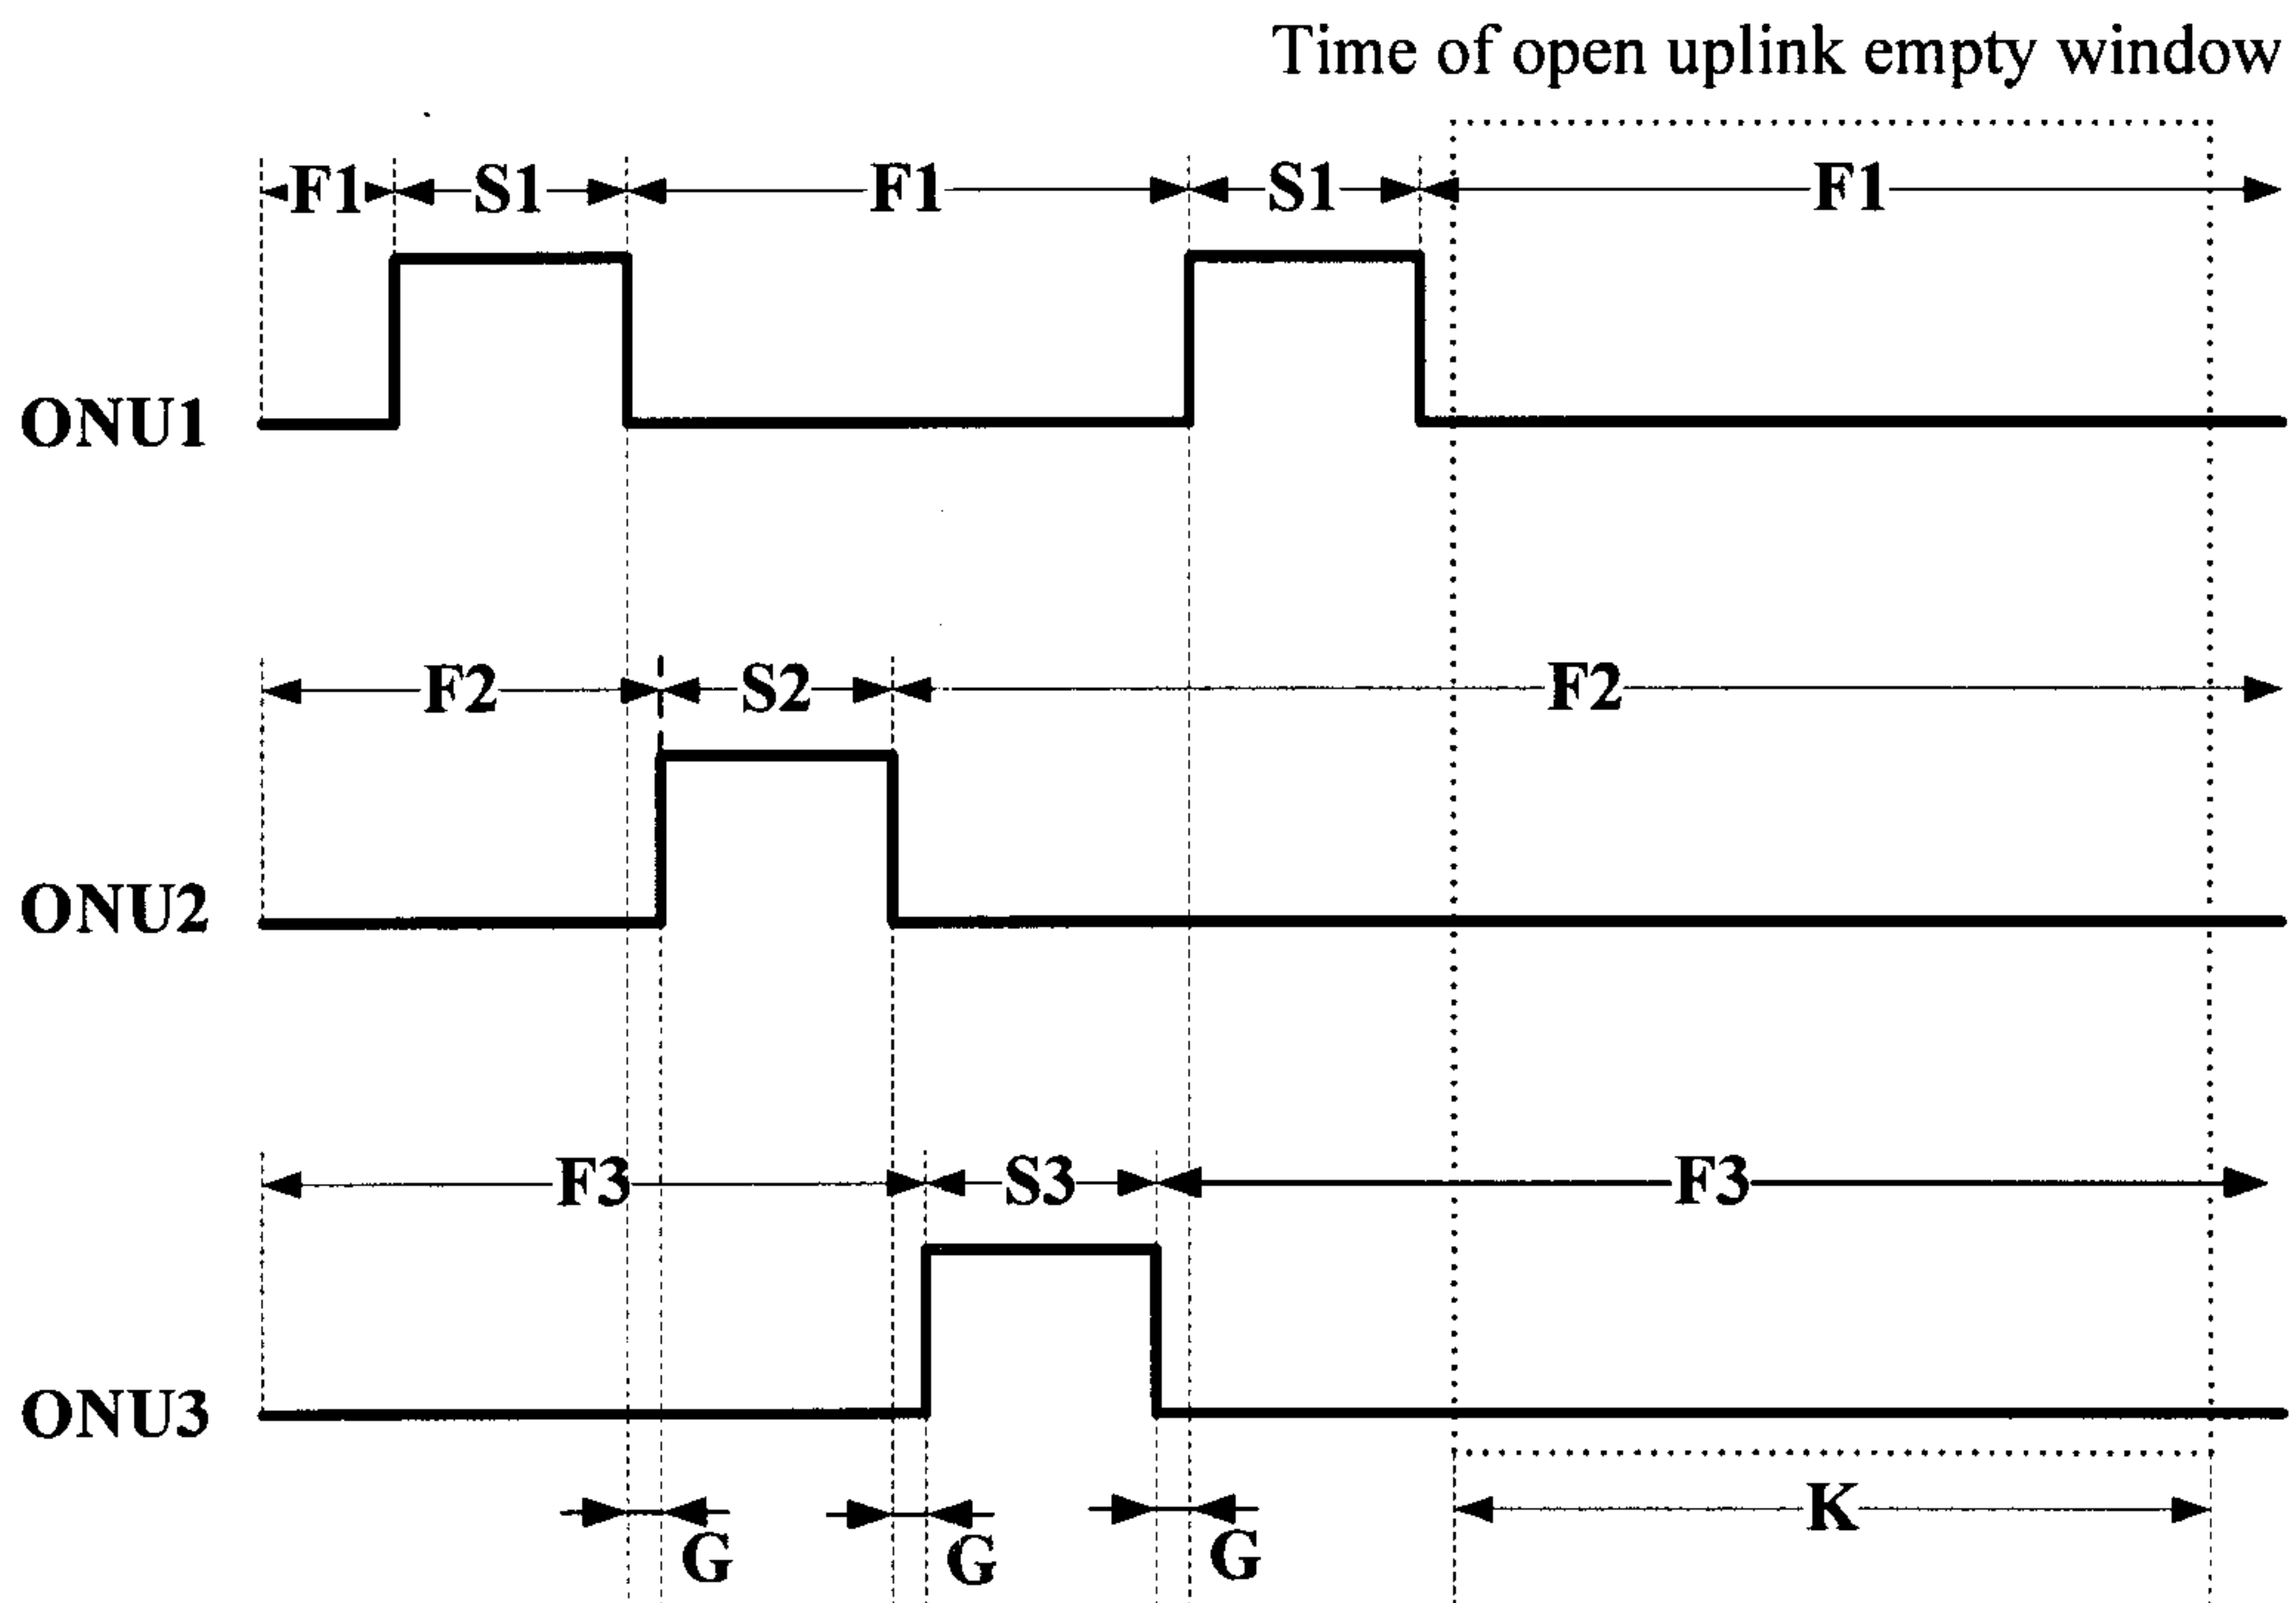 Time of open uplink empty window
F1 S1 F1 S1 F1
ONU1
F2 S2 F2
ONU2
F3 S3 F3
ONU3
G G G K